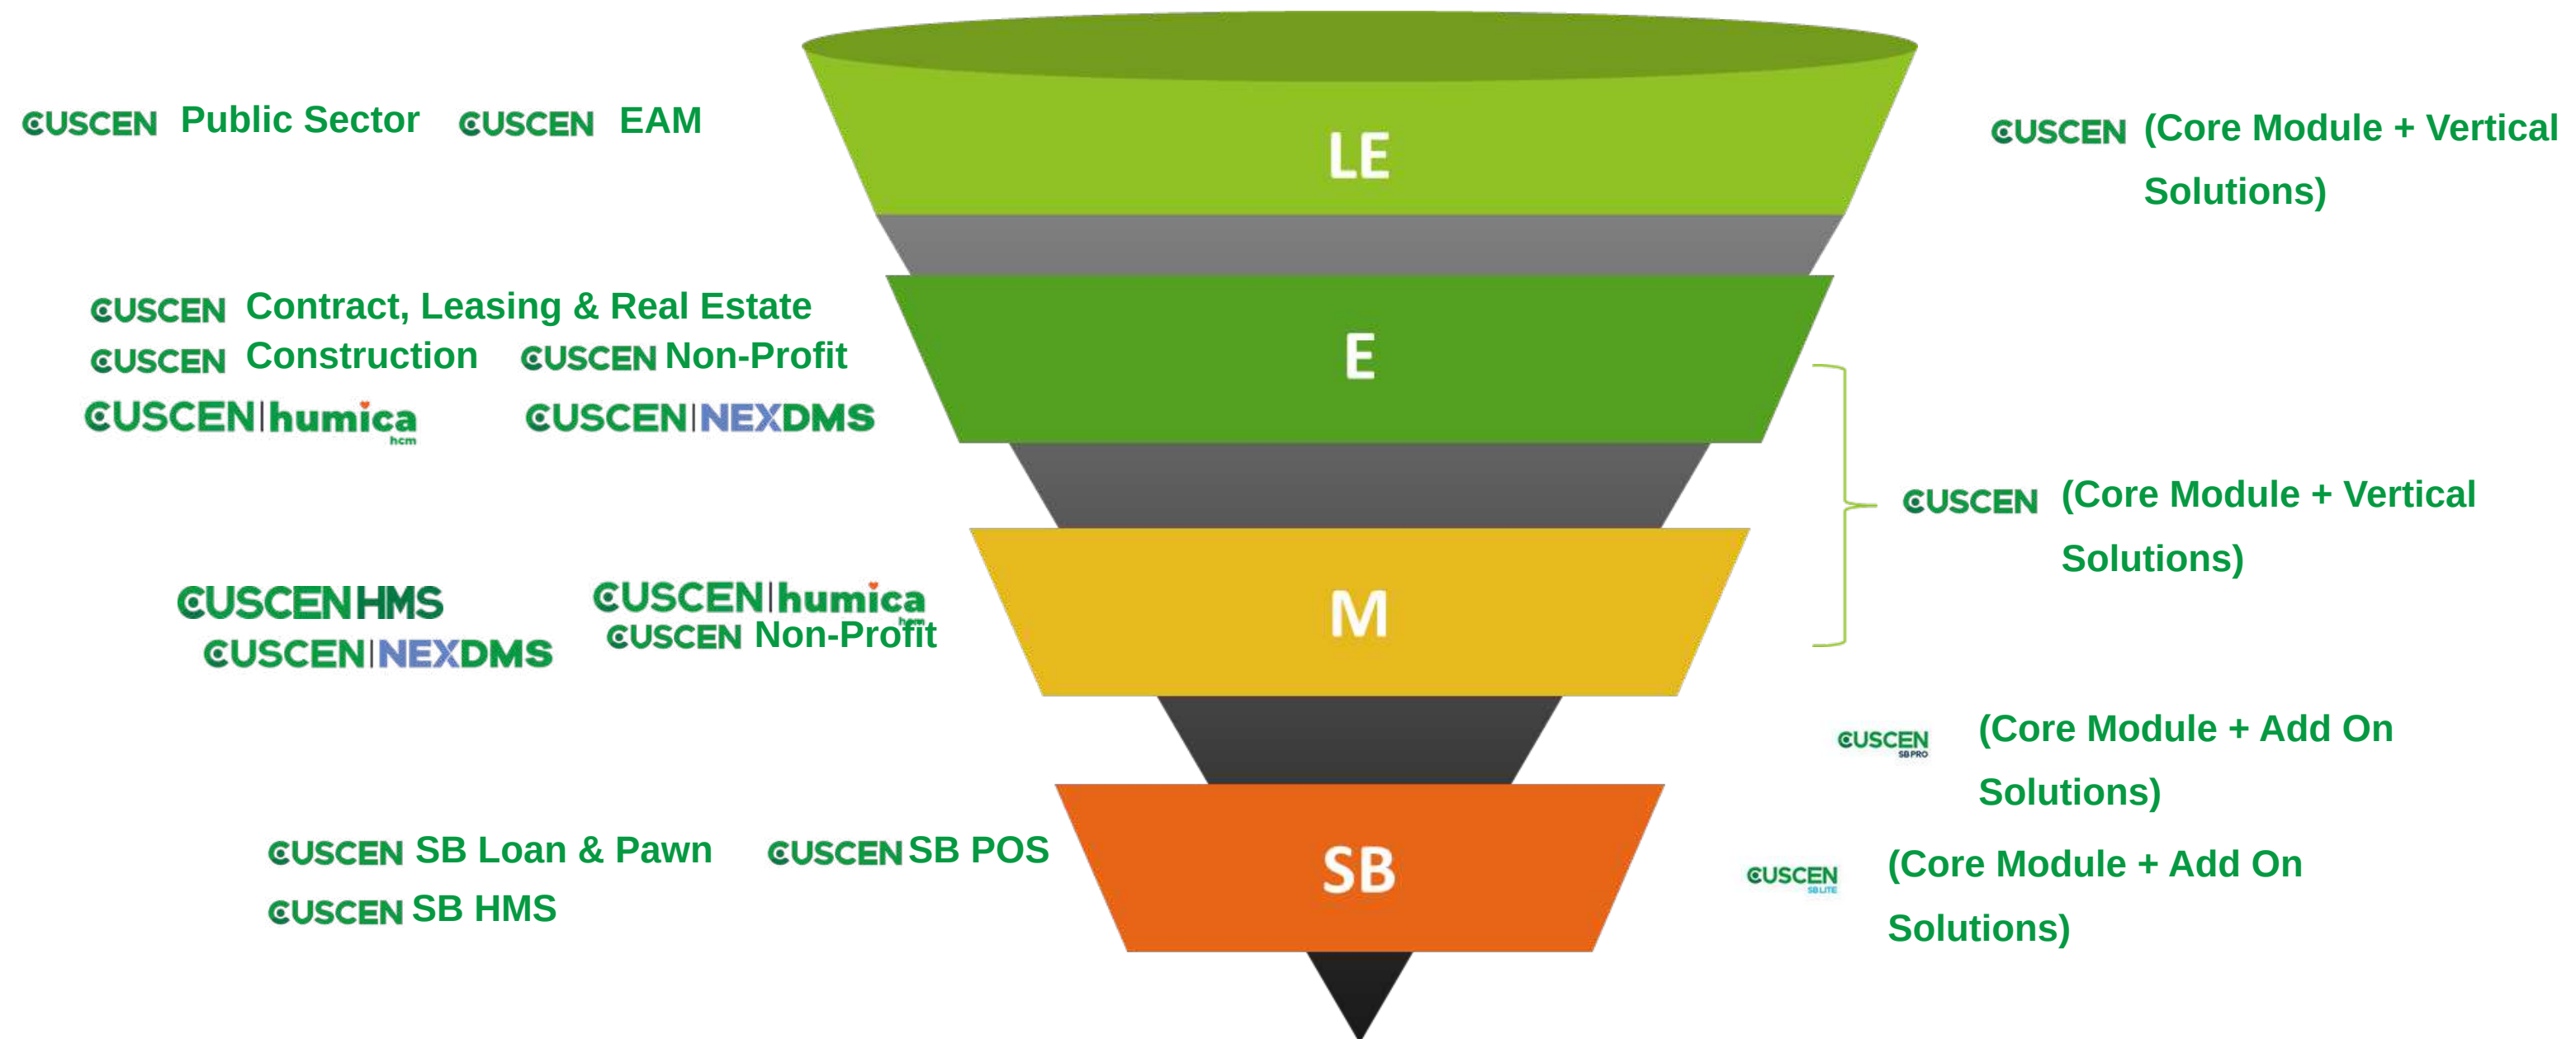 CUSCEN Public Sector CUSCEN EAM
LE
CUSCEN (Core Module + Vertical
Solutions)
CUSCEN Contract, Leasing & Real Estate
CUSCEN Construction CUSCEN Non-Profit
CUSCEN|humica
hcm
CUSCEN|NEXDMS
E
CUSCEN (Core Module + Vertical
Solutions)
CUSCEN HMS
CUSCEN|NEXDMS
CUSCEN|humica
hcm
CUSCEN Non-Profit
M
CUSCEN
SB PRO
(Core Module + Add On
Solutions)
CUSCEN SB Loan & Pawn CUSCEN SB POS
CUSCEN SB HMS
SB
CUSCEN
SB LITE
(Core Module + Add On
Solutions)